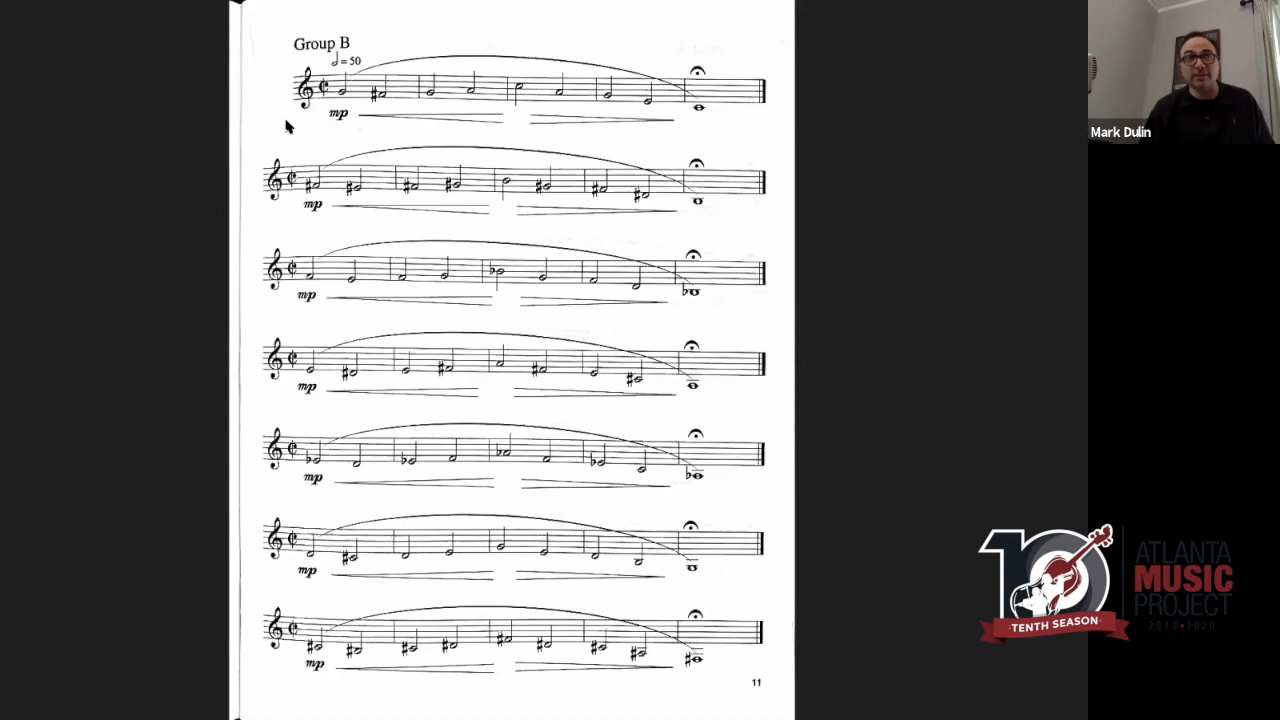 Group B
= 50
mp
mp
mp
mp
mp
mp
mp
11
Mark Dulin
10
ATLANTA
MUSIC
PROJECT
2010•2020
·TENTH SEASON·